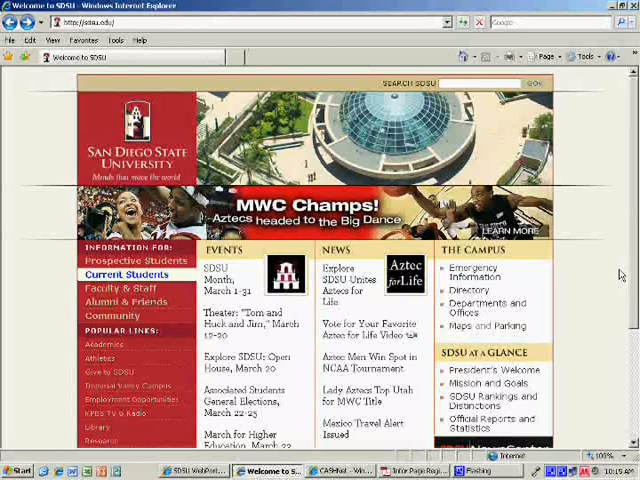 Welcome to SDSU - Windows Internet Explorer
http://sdsu.edu/
Google
File Edit View Favorites Tools Help
Welcome to SDSU
Page
Tools
SEARCH SDSU
GO
SAN DIEGO STATE
UNIVERSITY
Minds that move the world
MWC Champs!
Aztecs headed to the Big Dance
LEARN MORE
INFORMATION FOR:
Prospective Students
Current Students
Faculty & Staff
Alumni & Friends
Community
POPULAR LINKS:
Academics
Athletics
Give to SDSU
Imperial Valley Campus
Employment Opportunities
KPBS TV & Radio
Library
Research
EVENTS
SDSU
Month,
March 1-31
Theater: "Tom and
Huck and Jim," March
12-20
Explore SDSU: Open
House, March 20
Associated Students
General Elections,
March 22-25
March for Higher
Education, March 22
NEWS
Explore
SDSU Unites
Aztecs for
Life
Aztec
for Life
Vote for Your Favorite
Aztec for Life Video
Aztec Men Win Spot in
NCAA Tournament
Lady Aztecs Top Utah
for MWC Title
Mexico Travel Alert
Issued
THE CAMPUS
Emergency
Information
Directory
Departments and
Offices
Maps and Parking
SDSU AT A GLANCE
President's Welcome
Mission and Goals
SDSU Rankings and
Distinctions
Official Reports and
Statistics
NewsCenter
Internet
100%
Start
SDSU WebPort...
Welcome to S...
CASHNet - Win...
Infor Page Regi...
Flashing
10:15 AM